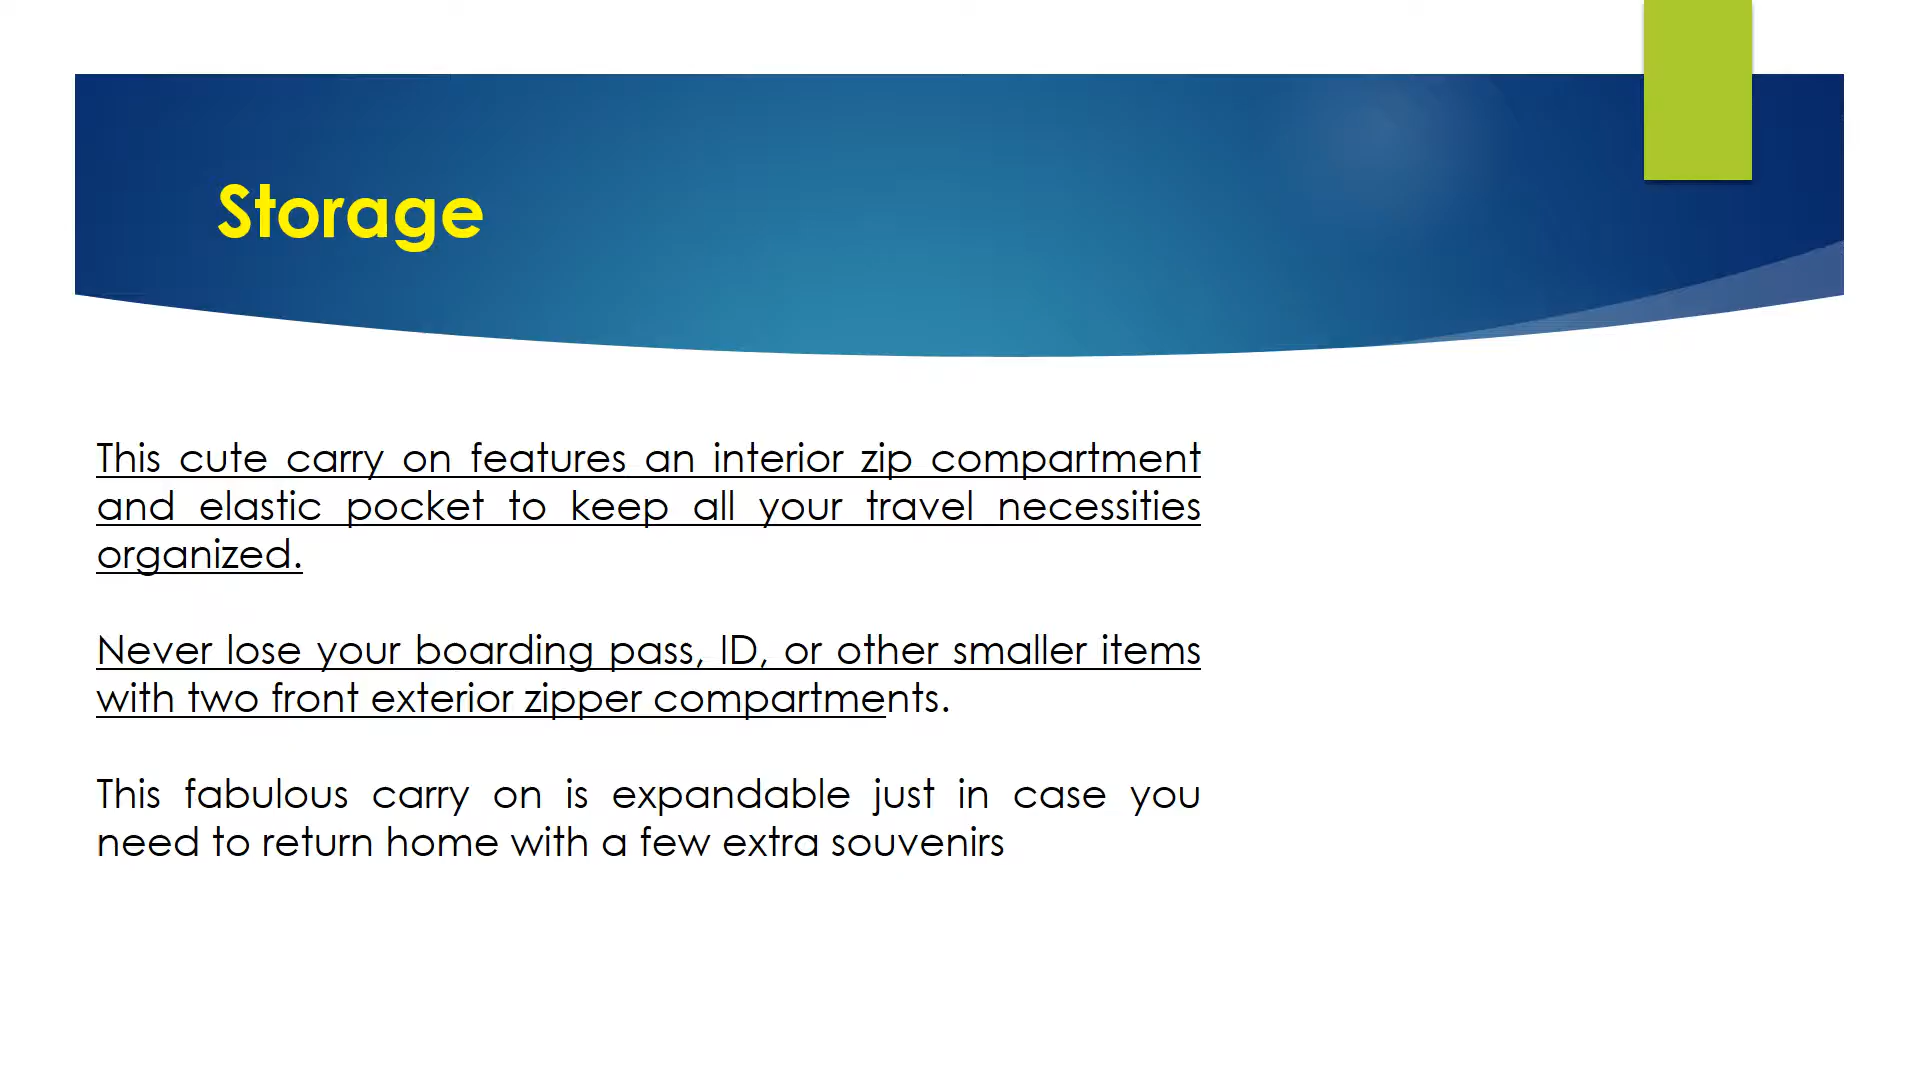 Storage
This cute carry on features an interior zip compartment
and elastic pocket to keep all your travel necessities
organized.
Never lose your boarding pass, ID, or other smaller items
with two front exterior zipper compartments.
This fabulous carry on is expandable just in case you
need to return home with a few extra souvenirs